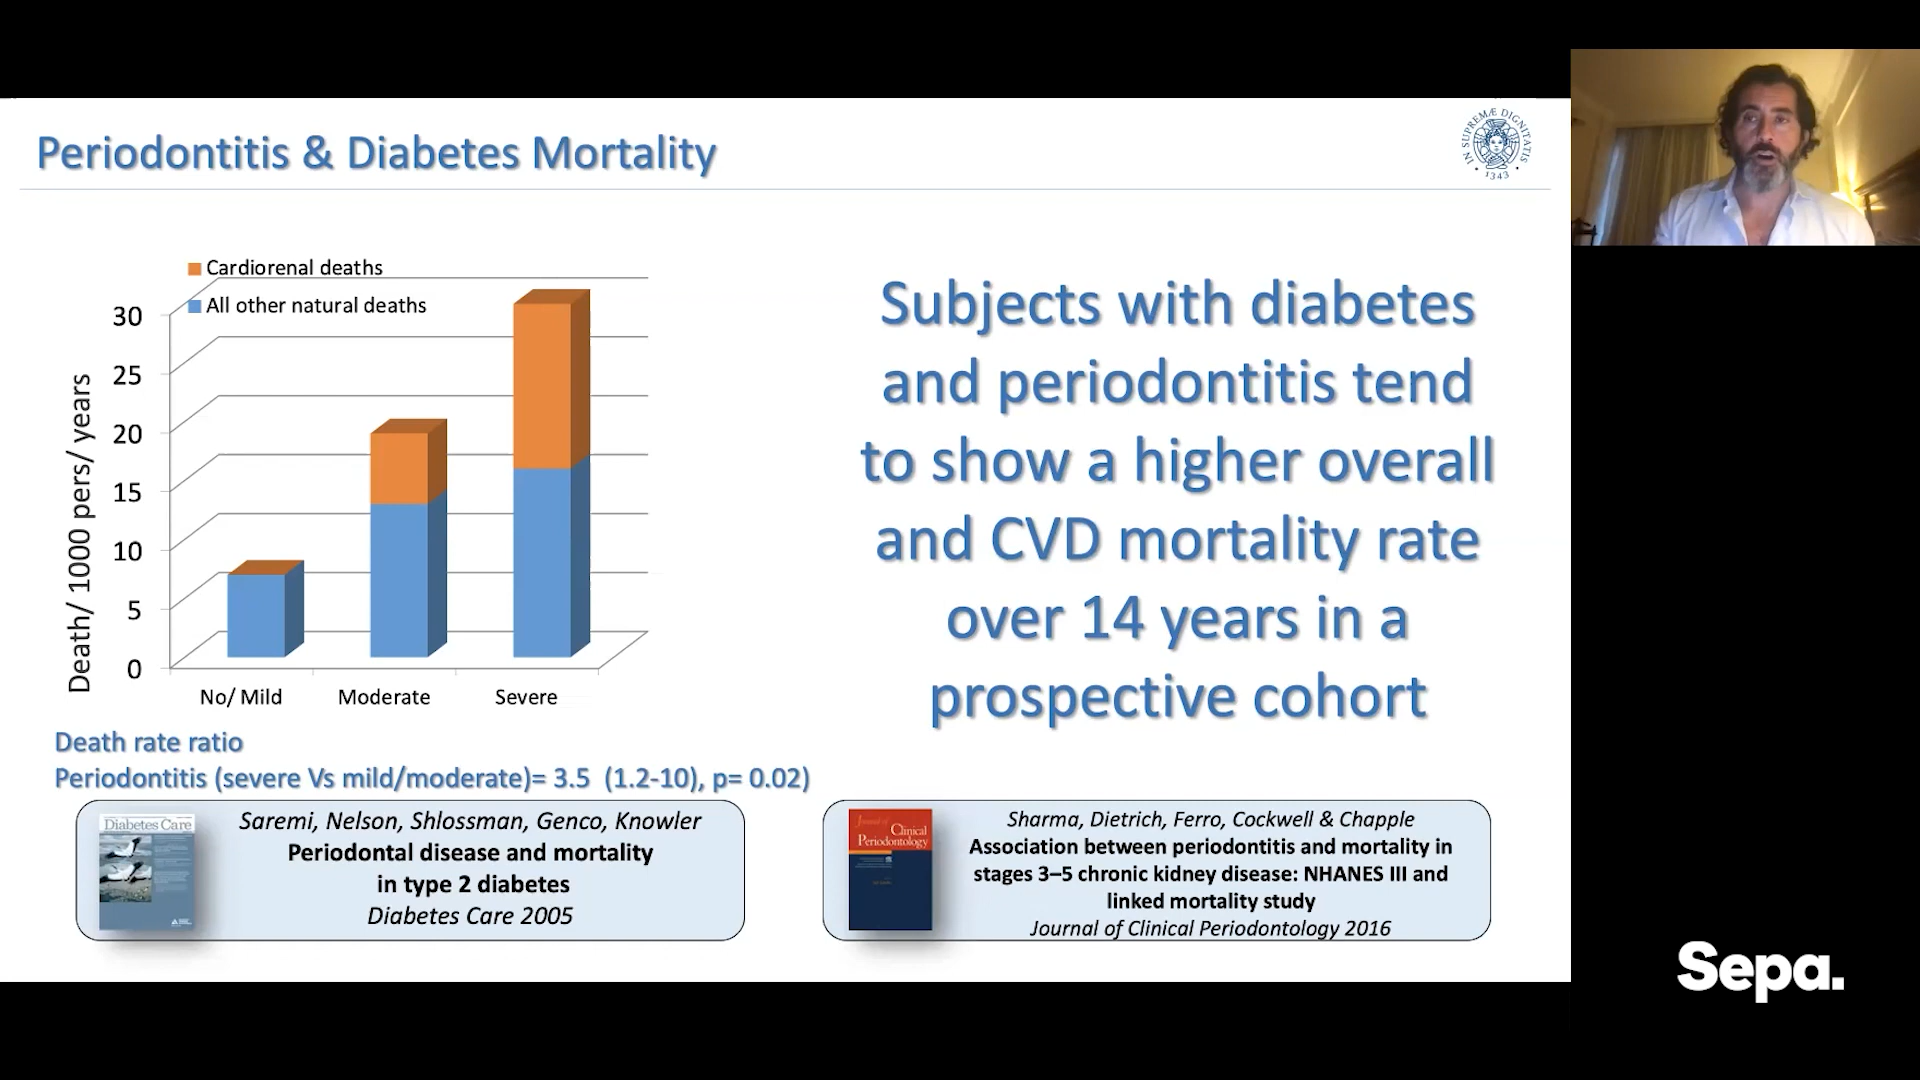 Periodontitis & Diabetes Mortality
IN SUPREMÆ DIGNITATIS
1343
Cardiorenal deaths
All other natural deaths
Death/ 1000 pers/ years
30
25
20
15
10
5
0
No/ Mild
Moderate
Severe
Subjects with diabetes
and periodontitis tend
to show a higher overall
and CVD mortality rate
over 14 years in a
prospective cohort
Death rate ratio
Periodontitis (severe Vs mild/moderate)= 3.5 (1.2-10), p= 0.02)
Diabetes Care
Saremi, Nelson, Shlossman, Genco, Knowler
Periodontal disease and mortality
in type 2 diabetes
Diabetes Care 2005
Journal of
Clinical
Periodontology
Sharma, Dietrich, Ferro, Cockwell & Chapple
Association between periodontitis and mortality in
stages 3–5 chronic kidney disease: NHANES III and
linked mortality study
Journal of Clinical Periodontology 2016
Sepa.